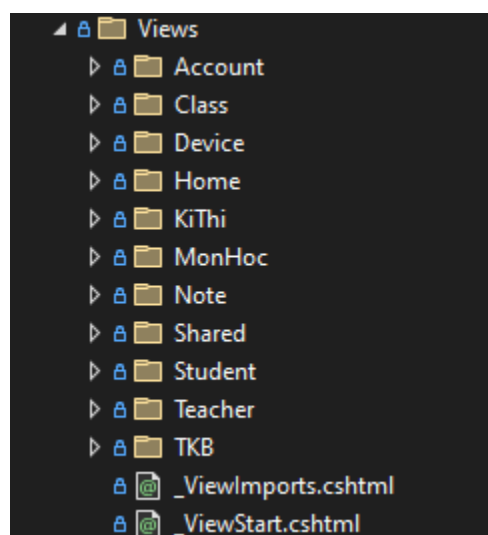 Views
Account
Class
Device
Home
KiThi
MonHoc
Note
Shared
Student
Teacher
TKB
_ViewImports.cshtml
_ViewStart.cshtml